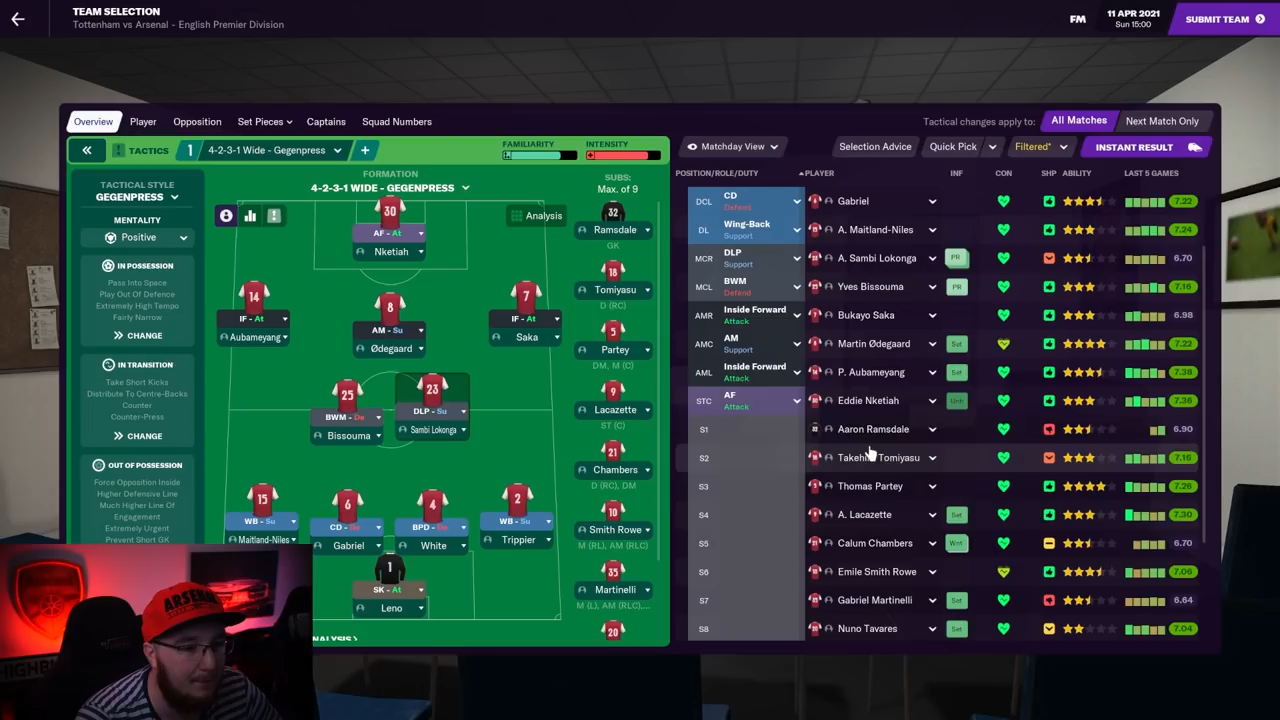 TEAM SELECTION
Tottenham vs Arsenal - English Premier Division
FM
11 APR 2021
Sun 15:00
SUBMIT TEAM
Overview
Player
Opposition
Set Pieces
Captains
Squad Numbers
Tactical changes apply to:
All Matches
Next Match Only
TACTICS
1
4-2-3-1 Wide - Gegenpress
FAMILIARITY
INTENSITY
Matchday View
Selection Advice
Quick Pick
Filtered*
INSTANT RESULT
TACTICAL STYLE
GEGENPRESS
MENTALITY
Positive
IN POSSESSION
Pass Into Space
Play Out Of Defence
Extremely High Tempo
Fairly Narrow
CHANGE
IN TRANSITION
Take Short Kicks
Distribute To Centre-Backs
Counter
Counter-Press
CHANGE
OUT OF POSSESSION
Force Opposition Inside
Higher Defensive Line
Much Higher Line Of
Engagement
Extremely Urgent
Prevent Short GK
FORMATION
4-2-3-1 WIDE - GEGENPRESS
Analysis
30
AF - At
Nketiah
14
IF - At
Aubameyang
8
AM - Su
Ødegaard
7
IF - At
Saka
25
BWM - De
Bissouma
23
DLP - Su
Sambi Lokonga
15
WB - Su
Maitland-Niles
6
CD - De
Gabriel
4
BPD - De
White
2
WB - Su
Trippier
1
SK - At
Leno
ANALYSIS
SUBS:
Max. of 9
32
Ramsdale
GK
18
Tomiyasu
D (RC)
5
Partey
DM, M (C)
9
Lacazette
ST (C)
21
Chambers
D (RC), DM
10
Smith Rowe
M (RL), AM (RLC)
35
Martinelli
M (L), AM (RLC),...
20
POSITION/ROLE/DUTY
PLAYER
INF
CON
SHP
ABILITY
LAST 5 GAMES
DCL CD Defend Gabriel 7.22
DL Wing-Back Support A. Maitland-Niles 7.24
MCR DLP Support A. Sambi Lokonga PR 6.70
MCL BWM Defend Yves Bissouma PR 7.16
AMR Inside Forward Attack Bukayo Saka 6.98
AMC AM Support Martin Ødegaard Sut 7.22
AML Inside Forward Attack P. Aubameyang Set 7.38
STC AF Attack Eddie Nketiah Unh 7.36
S1 Aaron Ramsdale 6.90
S2 Tomiyasu 7.16
S3 Thomas Partey 7.26
S4 A. Lacazette Set 7.30
S5 Calum Chambers Wnt 6.70
S6 Emile Smith Rowe 7.06
S7 Gabriel Martinelli Set 6.64
S8 Nuno Tavares Set 7.04
ARSENAL